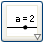 a = 2